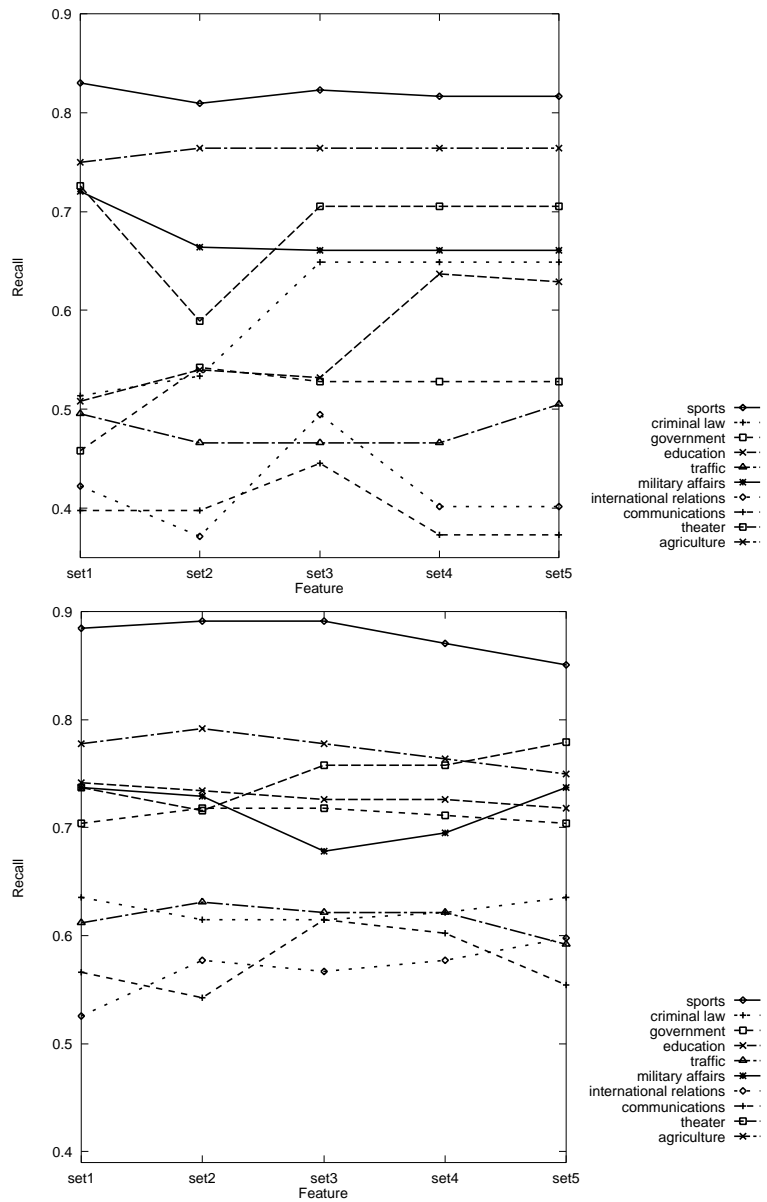 0.9
0.8
0.7
0.6
0.5
0.4
Recall
set1 set2 set3 set4 set5
Feature
sports
criminal law
government
education
traffic
military affairs
international relations
communications
theater
agriculture
0.9
0.8
0.7
0.6
0.5
0.4
Recall
set1 set2 set3 set4 set5
Feature
sports
criminal law
government
education
traffic
military affairs
international relations
communications
theater
agriculture